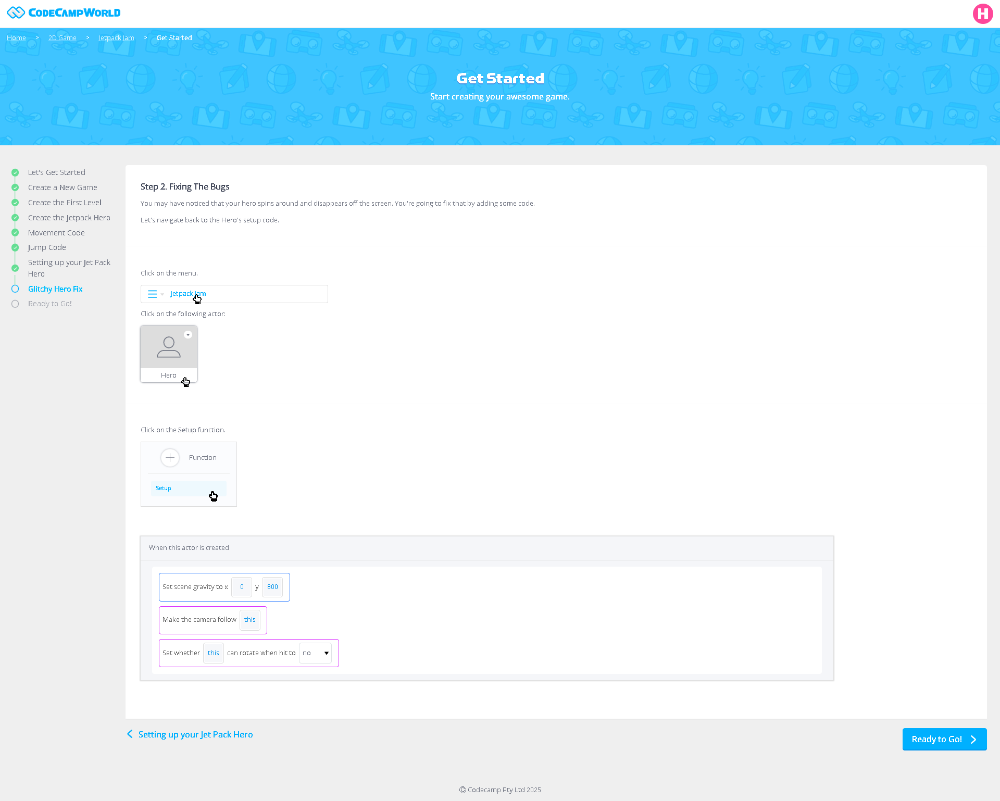 CODECAMPWORLD
H
Home > 2D Game > Jetpack Jam > Get Started
Get Started
Start creating your awesome game.
Let's Get Started
Create a New Game
Create the First Level
Create the Jetpack Hero
Movement Code
Jump Code
Setting up your Jet Pack
Hero
Glitchy Hero Fix
Ready to Go!
Step 2. Fixing The Bugs
You may have noticed that your hero spins around and disappears off the screen. You're going to fix that by adding some code.
Let's navigate back to the Hero's setup code.
Click on the menu.
Jetpack Jam
Click on the following actor:
Hero
Click on the Setup function.
Function
Setup
When this actor is created
Set scene gravity to x 0 y 800
Make the camera follow this
Set whether this can rotate when hit to no
Setting up your Jet Pack Hero
Ready to Go!
© Codecamp Pty Ltd 2025